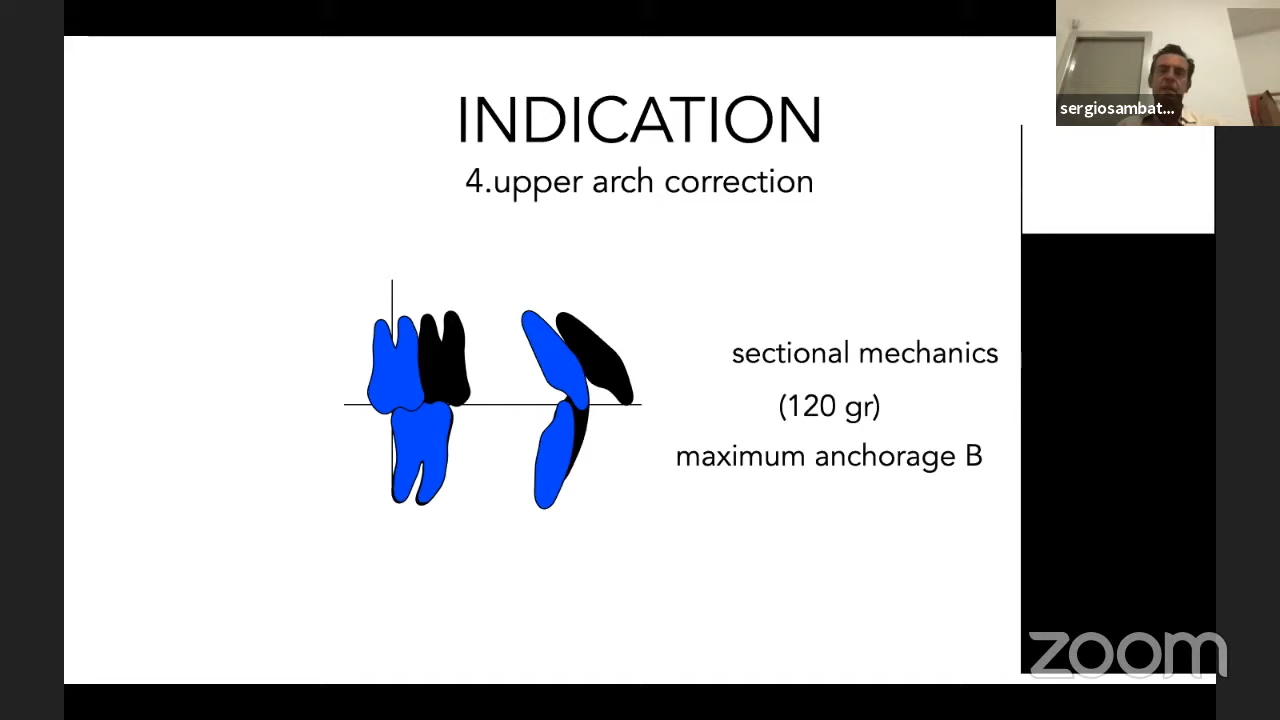 INDICATION
4.upper arch correction
sectional mechanics
(120 gr)
maximum anchorage B
sergiosambat...
zoom